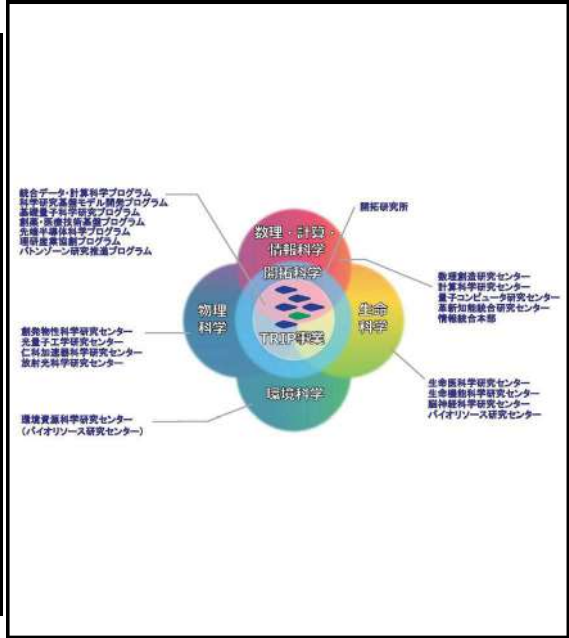 統合データ・計算科学プログラム
科学研究基盤モデル開発プログラム
基礎量子科学研究プログラム
創薬・医療技術基盤プログラム
先端半導体科学プログラム
理研産業協創プログラム
バトンゾーン研究推進プログラム
開拓研究所
数理・計算・
情報科学
開拓科学
数理創造研究センター
計算科学研究センター
量子コンピュータ研究センター
革新知能統合研究センター
情報統合本部
物理
科学
生命
科学
TRIP事業
創発物性科学研究センター
光量子工学研究センター
仁科加速器科学研究センター
放射光科学研究センター
環境科学
生命医科学研究センター
生命機能科学研究センター
脳神経科学研究センター
バイオリソース研究センター
環境資源科学研究センター
（バイオリソース研究センター）